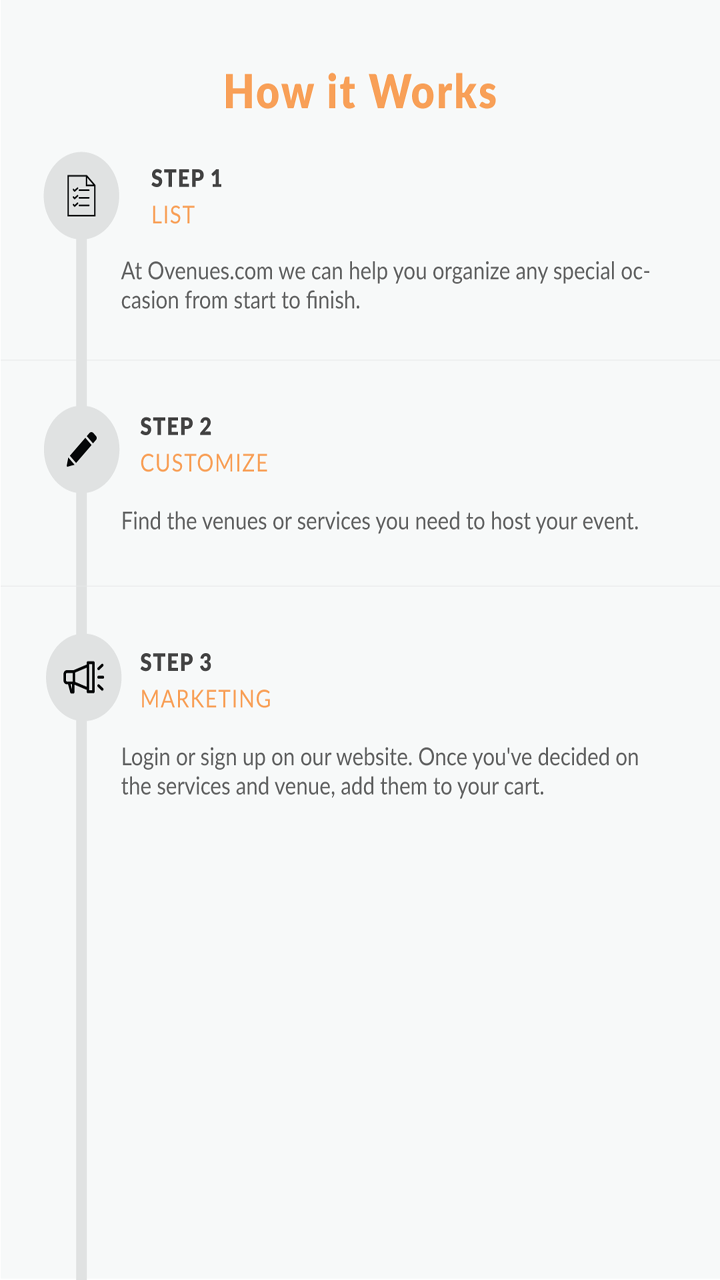 How it Works
STEP 1
LIST
At Ovenues.com we can help you organize any special oc-
casion from start to finish.
STEP 2
CUSTOMIZE
Find the venues or services you need to host your event.
STEP 3
MARKETING
Login or sign up on our website. Once you've decided on
the services and venue, add them to your cart.